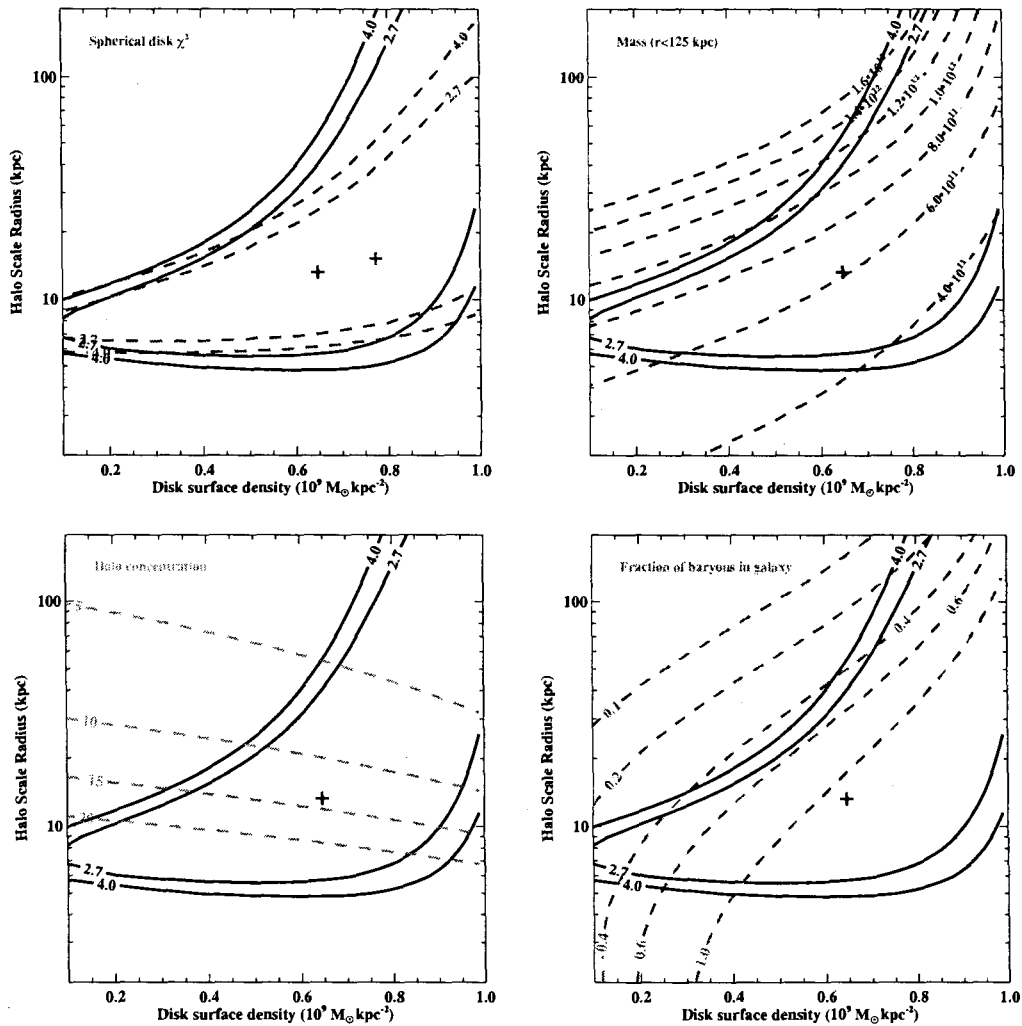 Spherical disk χ²
4.0
2.7
4.0
2.7
2.7
2.7
4.0
4.0
100
10
Halo Scale Radius (kpc)
0.2 0.4 0.6 0.8 1.0
Disk surface density (10⁹ M⊙ kpc⁻²)
Mass (r<125 kpc)
4.0
2.7
1.2•10¹²
1.0•10¹²
8.0•10¹¹
6.0•10¹¹
4.0•10¹¹
2.7
4.0
100
10
Halo Scale Radius (kpc)
0.2 0.4 0.6 0.8 1.0
Disk surface density (10⁹ M⊙ kpc⁻²)
Halo concentration
4.0
2.7
5
10
15
20
2.7
4.0
100
10
Halo Scale Radius (kpc)
0.2 0.4 0.6 0.8 1.0
Disk surface density (10⁹ M⊙ kpc⁻²)
Fraction of baryons in galaxy
4.0
2.7
0.1
0.2
0.4
0.6
2.7
4.0
0.4
0.6
1.0
100
10
Halo Scale Radius (kpc)
0.2 0.4 0.6 0.8 1.0
Disk surface density (10⁹ M⊙ kpc⁻²)